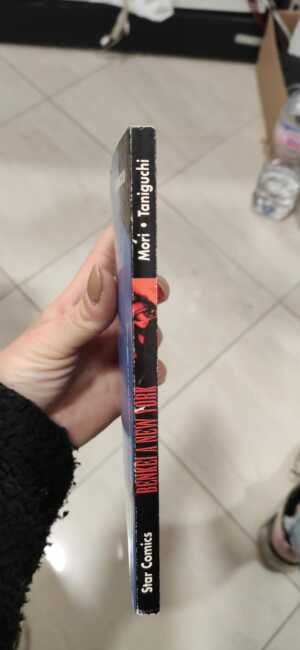 Mori • Taniguchi
BENKEI A NEW YORK
Star Comics